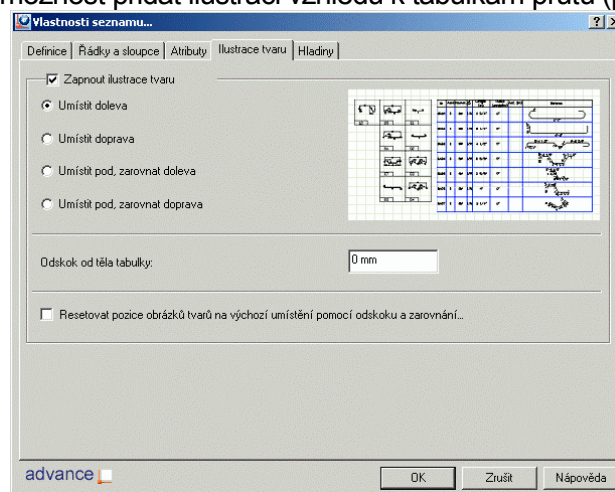 možnost přidat ilustraci vzhledu k tabulkám prutů (
Vlastnosti seznamu...
Definice Řádky a sloupce Atributy Ilustrace tvaru Hladiny
Zapnout ilustrace tvaru
Umístit doleva
Umístit doprava
Umístit pod, zarovnat doleva
Umístit pod, zarovnat doprava
Odskok od těla tabulky: 0 mm
Resetovat pozice obrázků tvarů na výchozí umístění pomocí odskoku a zarovnání...
advance
OK Zrušit Nápověda